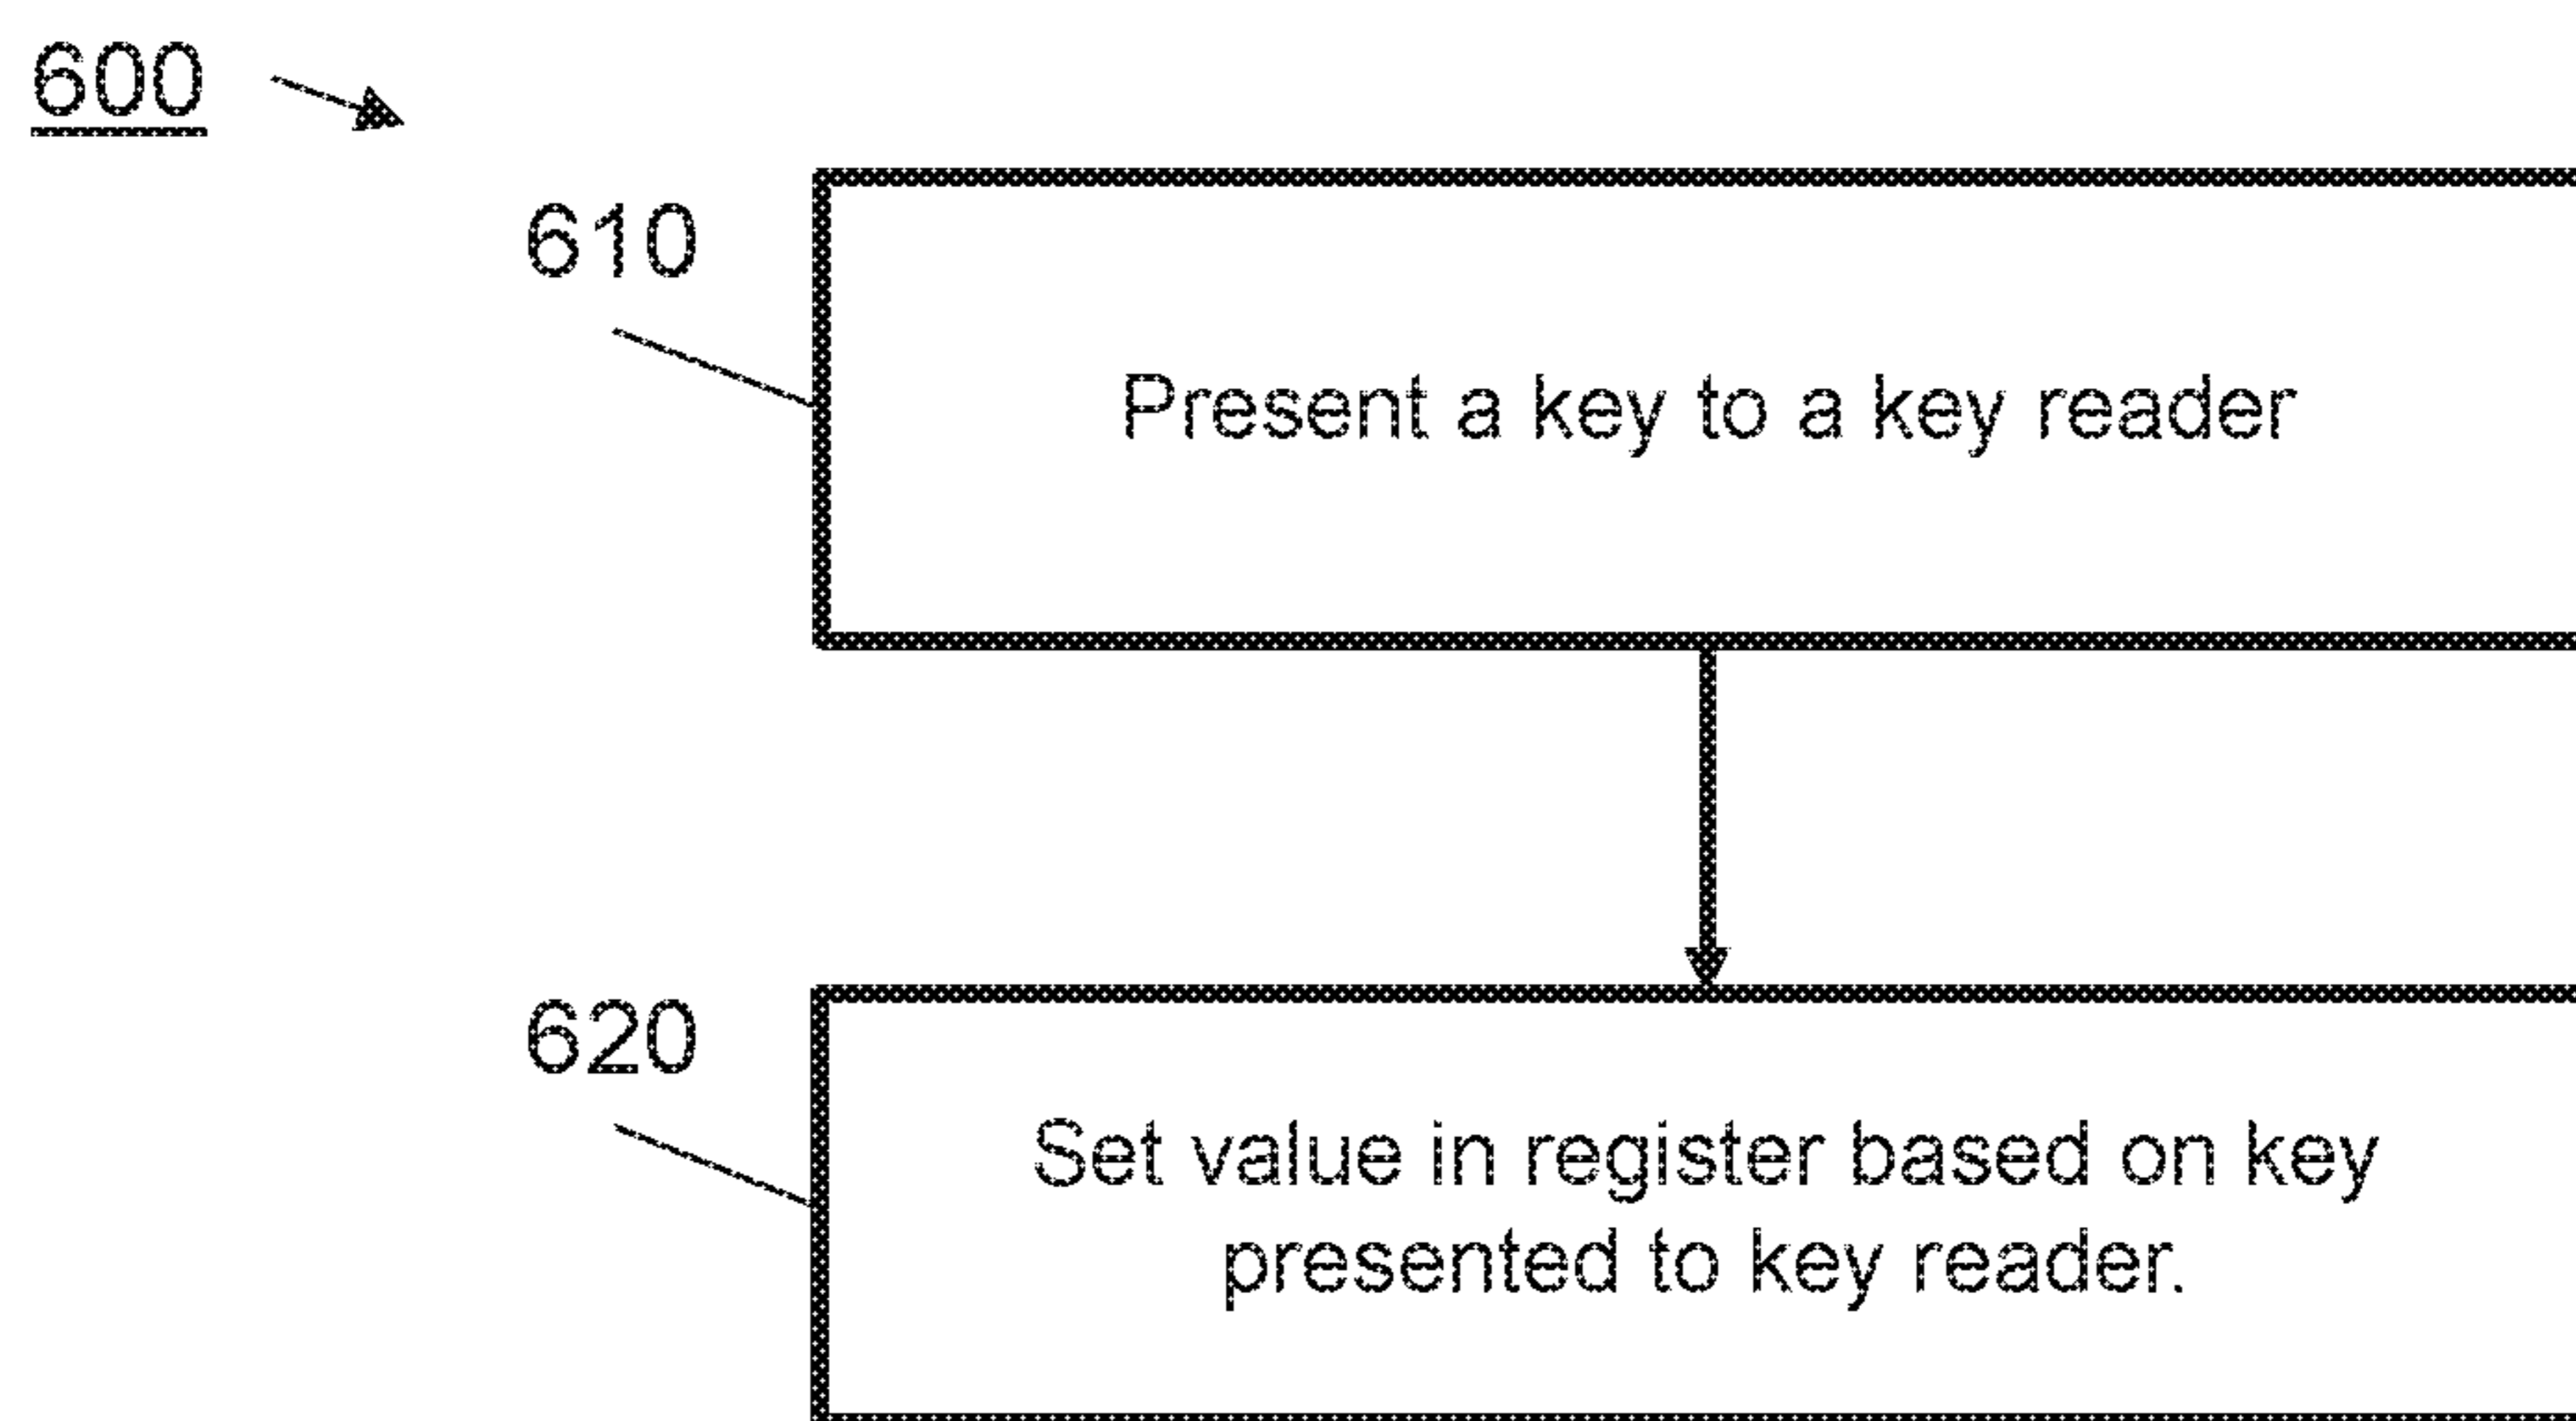 600
610
Present a key to a key reader
620
Set value in register based on key
presented to key reader.